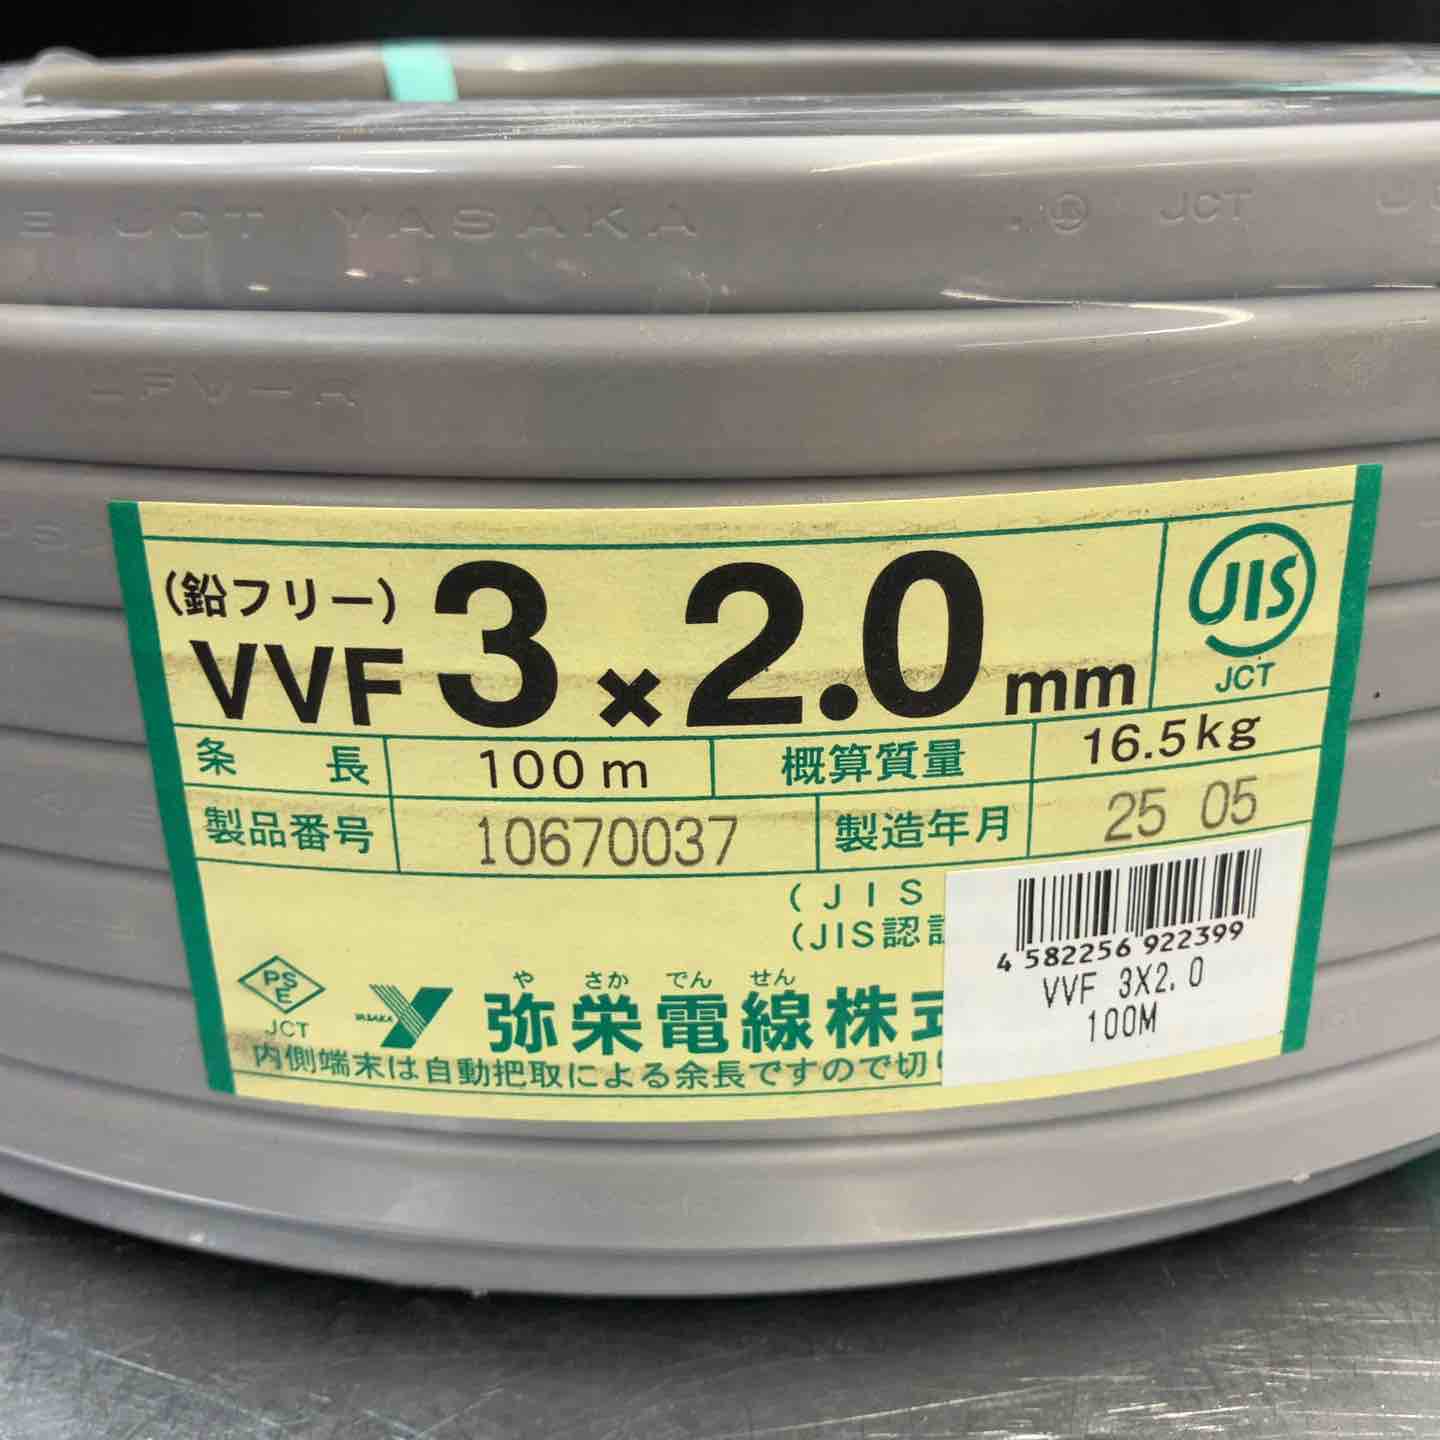 JCT YASAKA JCT
LFV-A
(鉛フリー)
VVF 3×2.0mm
JIS
JCT
条長 100m 概算質量 16.5kg
製品番号 10670037 製造年月 25 05
(JIS
(JIS認
4 582256 922399
VVF 3X2.0
100M
PSE
JCT
YASAKA
や さか でん せん
弥栄電線株式
内側端末は自動把取による余長ですので切